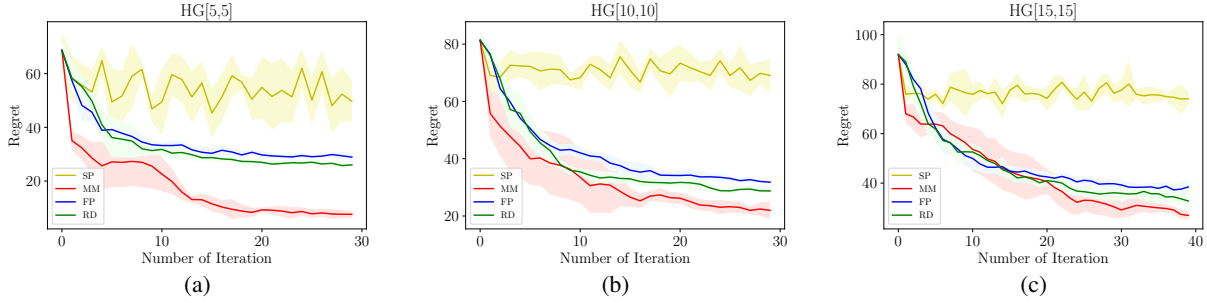 HG[5,5]
Regret
60
40
20
SP
MM
FP
RD
0
10
20
30
Number of Iteration
(a)
HG[10,10]
Regret
80
60
40
20
SP
MM
FP
RD
0
10
20
30
Number of Iteration
(b)
HG[15,15]
Regret
100
80
60
40
SP
MM
FP
RD
0
10
20
30
40
Number of Iteration
(c)